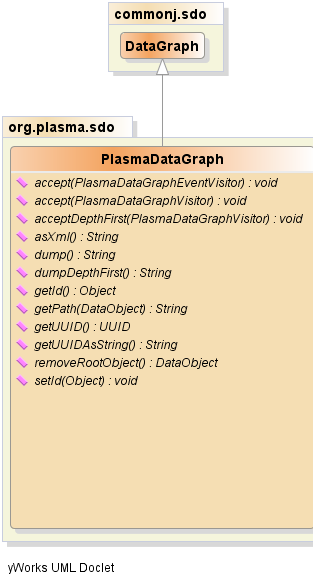 commonj.sdo
DataGraph
org.plasma.sdo
PlasmaDataGraph
accept(PlasmaDataGraphEventVisitor) : void
accept(PlasmaDataGraphVisitor) : void
acceptDepthFirst(PlasmaDataGraphVisitor) : void
asXml() : String
dump() : String
dumpDepthFirst() : String
getId() : Object
getPath(DataObject) : String
getUUID() : UUID
getUUIDAsString() : String
removeRootObject() : DataObject
setId(Object) : void
yWorks UML Doclet